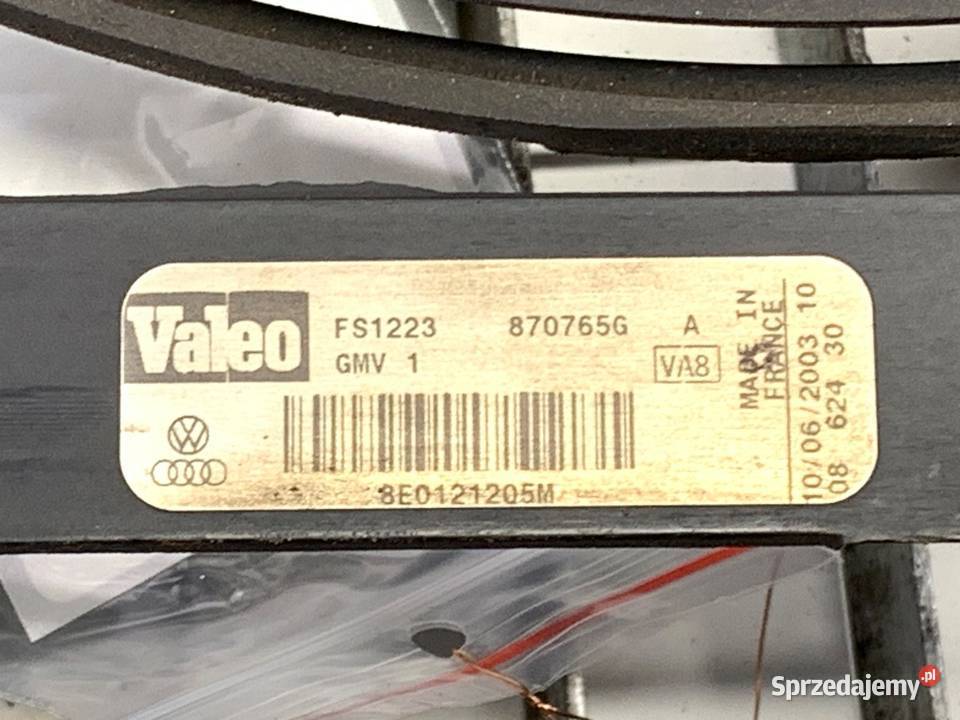 Valeo
FS1223 870765G A
GMV 1 VA8
8E0121205M
MADE IN
FRANCE
10/06/2003 10
08 624 30
Sprzedajemy.pl